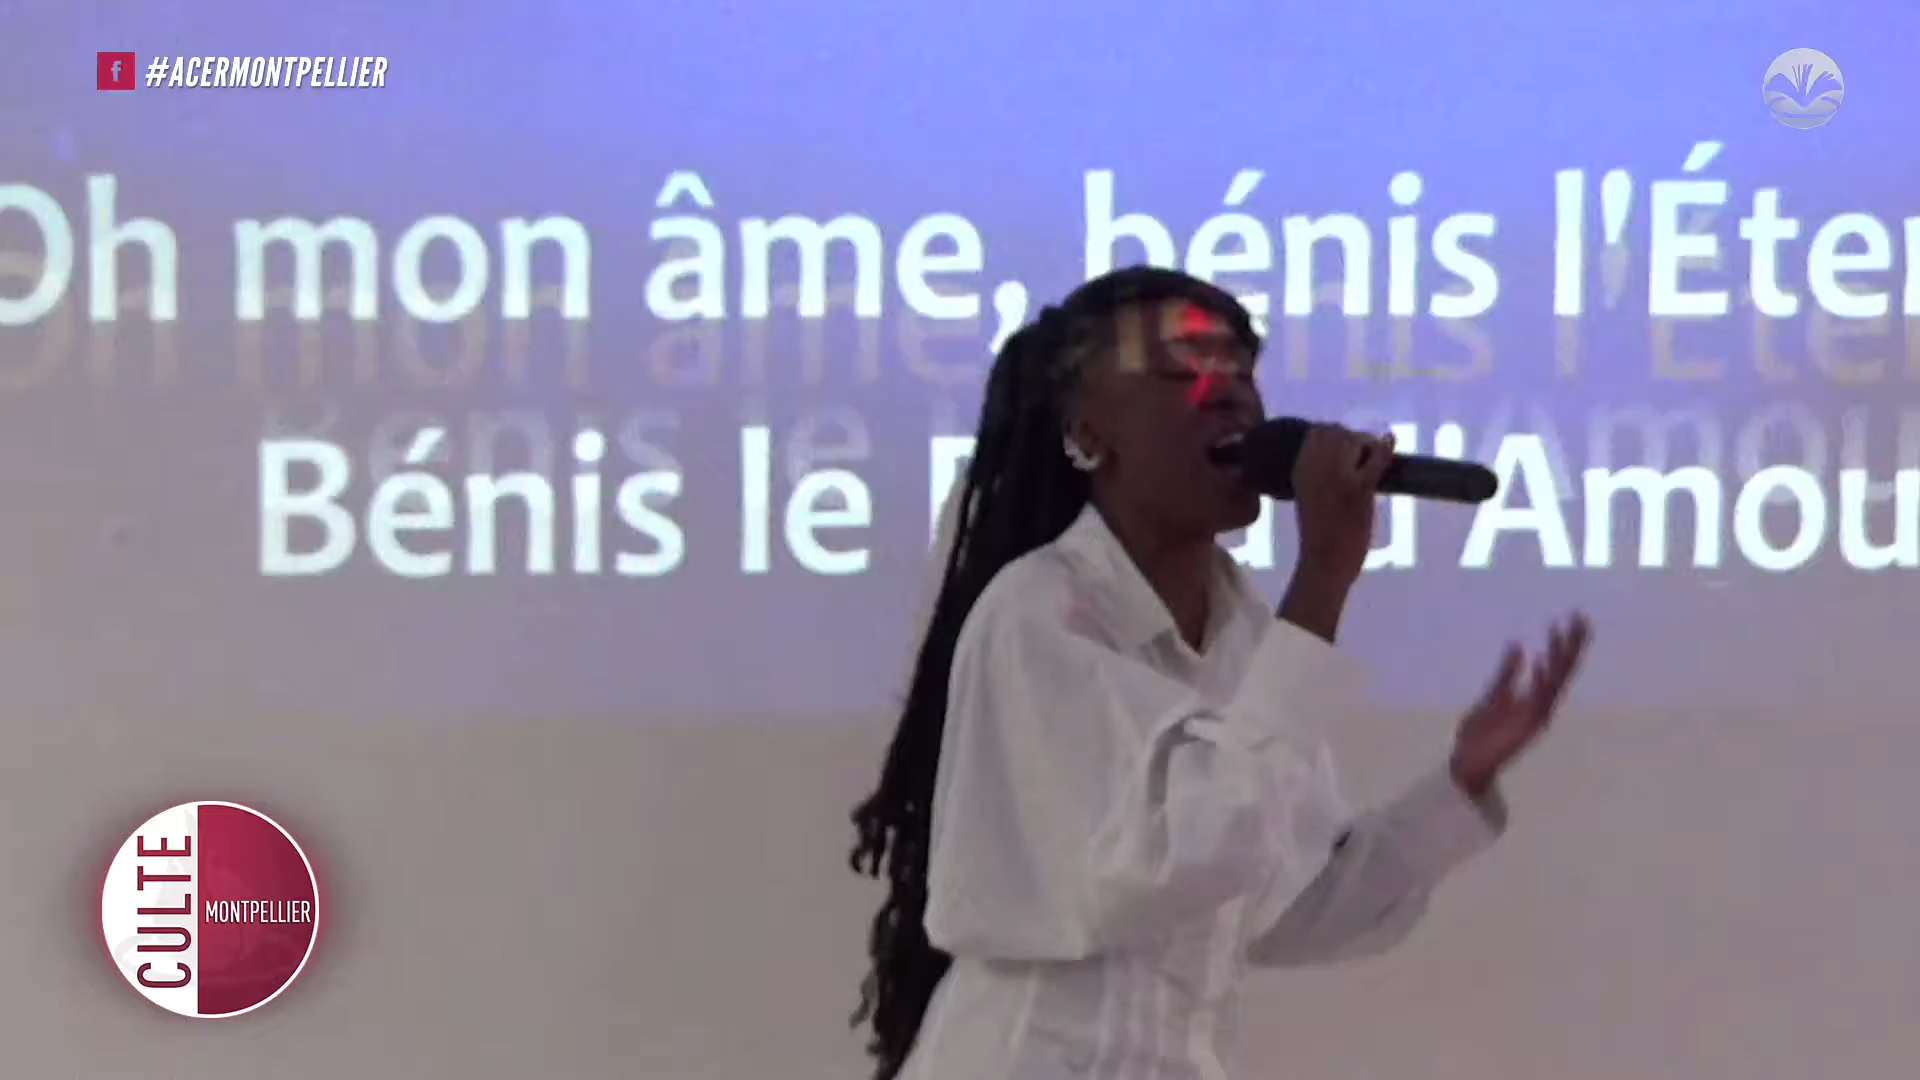 #ACERMONTPELLIER
Oh mon âme, bénis l'Éter
Bénis le d'Amou
CULTE
MONTPELLIER